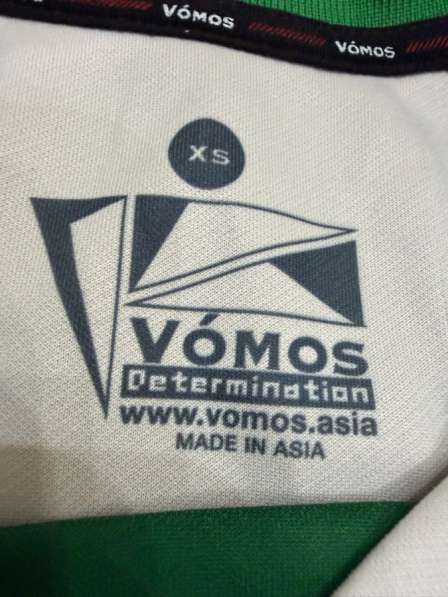 VÓMOS VÓMOS
XS
VÓMOS
Determination
www.vomos.asia
MADE IN ASIA